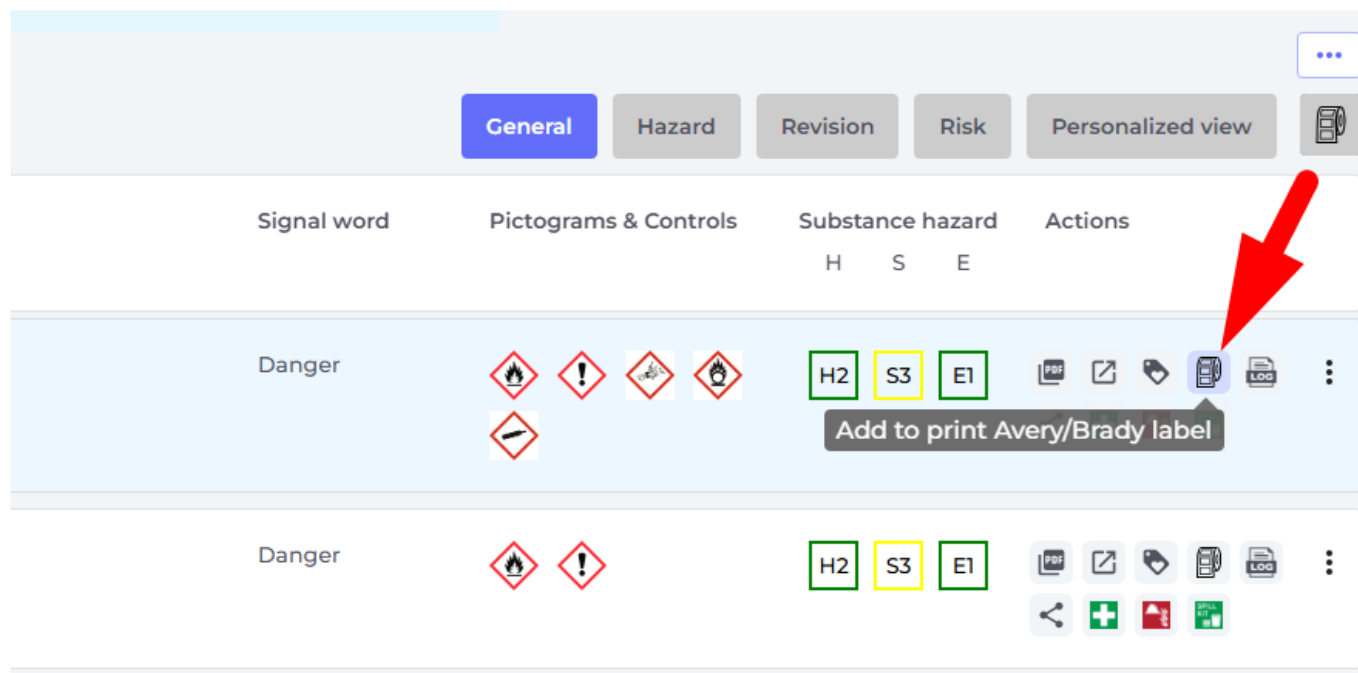 General Hazard Revision Risk Personalized view
Signal word Pictograms & Controls Substance hazard Actions
H S E
Danger H2 S3 E1 PDF LOG
Add to print Avery/Brady label
Danger H2 S3 E1 PDF LOG
SPILL
KIT